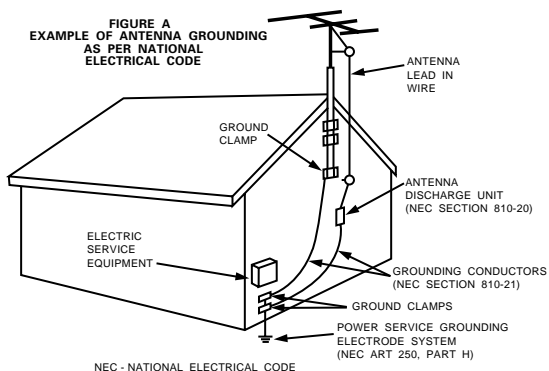 FIGURE A
EXAMPLE OF ANTENNA GROUNDING
AS PER NATIONAL
ELECTRICAL CODE
ANTENNA
LEAD IN
WIRE
GROUND
CLAMP
ANTENNA
DISCHARGE UNIT
(NEC SECTION 810-20)
ELECTRIC
SERVICE
EQUIPMENT
GROUNDING CONDUCTORS
(NEC SECTION 810-21)
GROUND CLAMPS
POWER SERVICE GROUNDING
ELECTRODE SYSTEM
(NEC ART 250, PART H)
NEC - NATIONAL ELECTRICAL CODE